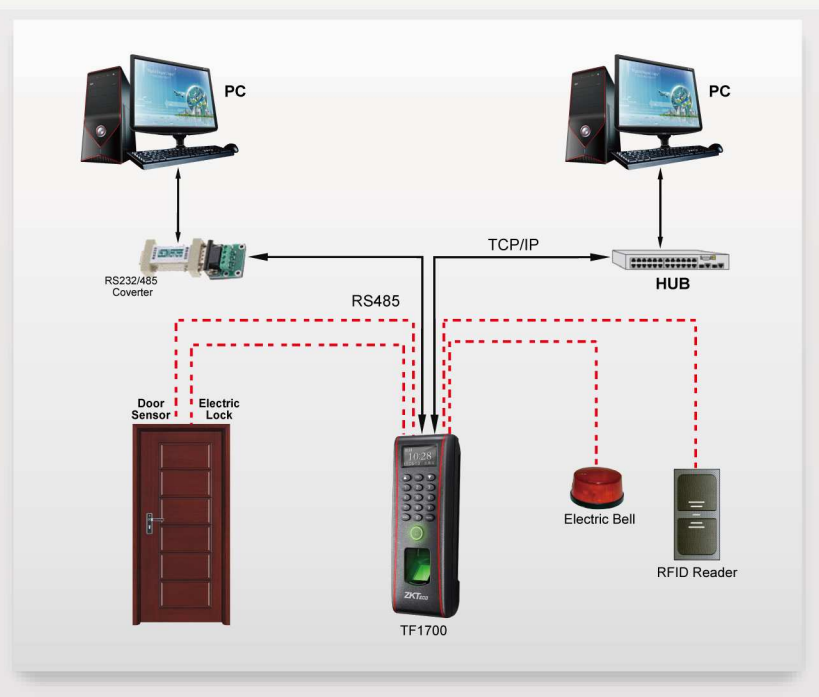 PC
PC
TCP/IP
RS232/485
Coverter
HUB
RS485
Door
Sensor
Electric
Lock
10:28
Electric Bell
RFID Reader
ZKTeco
TF1700